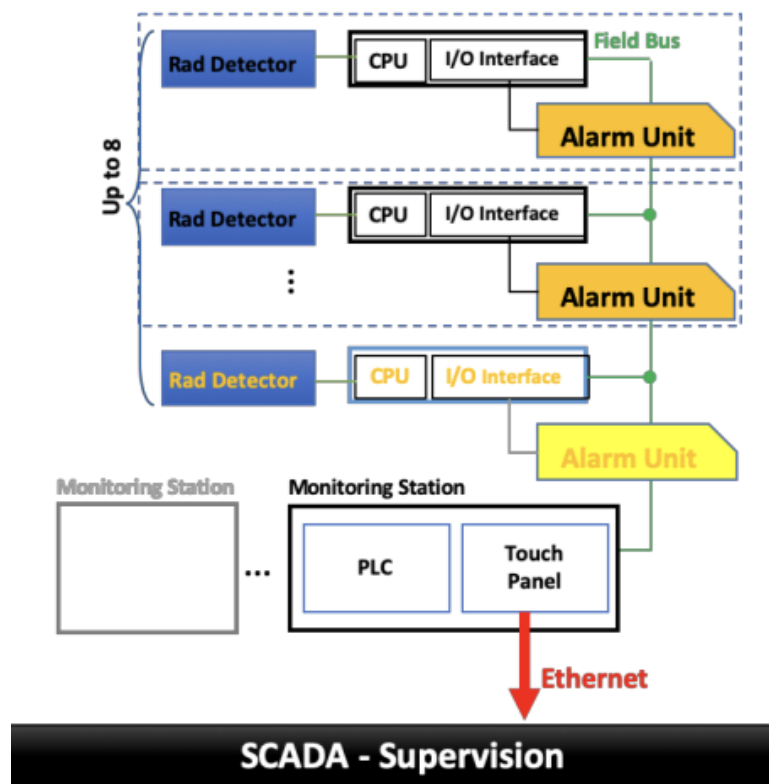 Up to 8
Rad Detector
CPU
I/O Interface
Field Bus
Alarm Unit
Rad Detector
CPU
I/O Interface
...
Alarm Unit
Rad Detector
CPU
I/O Interface
Alarm Unit
Monitoring Station
Monitoring Station
...
PLC
Touch
Panel
Ethernet
SCADA - Supervision